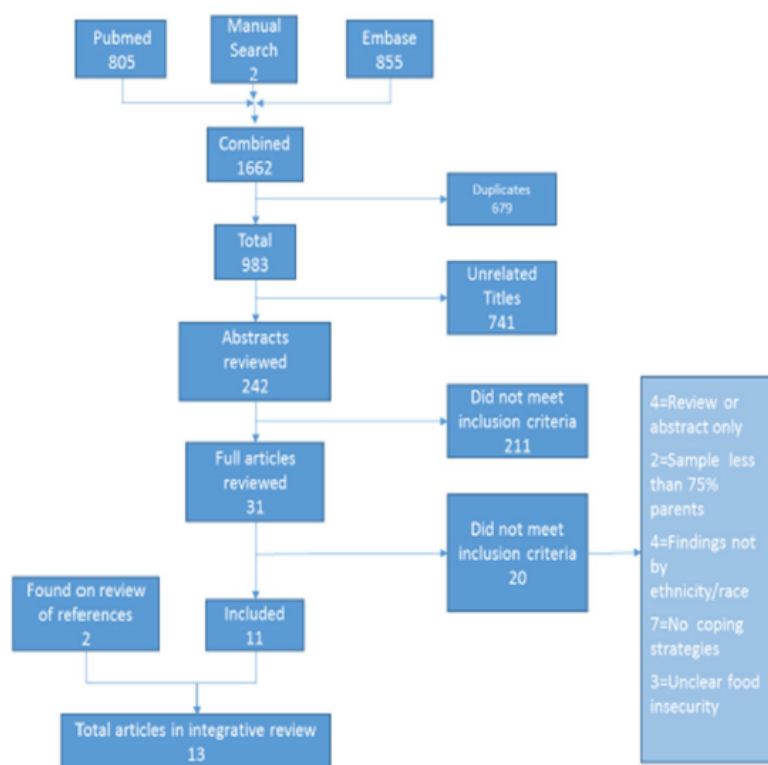 Pubmed
805
Manual
Search
2
Embase
855
Combined
1662
Duplicates
679
Total
983
Unrelated
Titles
741
Abstracts
reviewed
242
Did not meet
inclusion criteria
211
Full articles
reviewed
31
Did not meet
inclusion criteria
20
4=Review or
abstract only
2=Sample less
than 75%
parents
4=Findings not
by
ethnicity/race
7=No coping
strategies
3=Unclear food
insecurity
Found on review
of references
2
Included
11
Total articles in integrative review
13